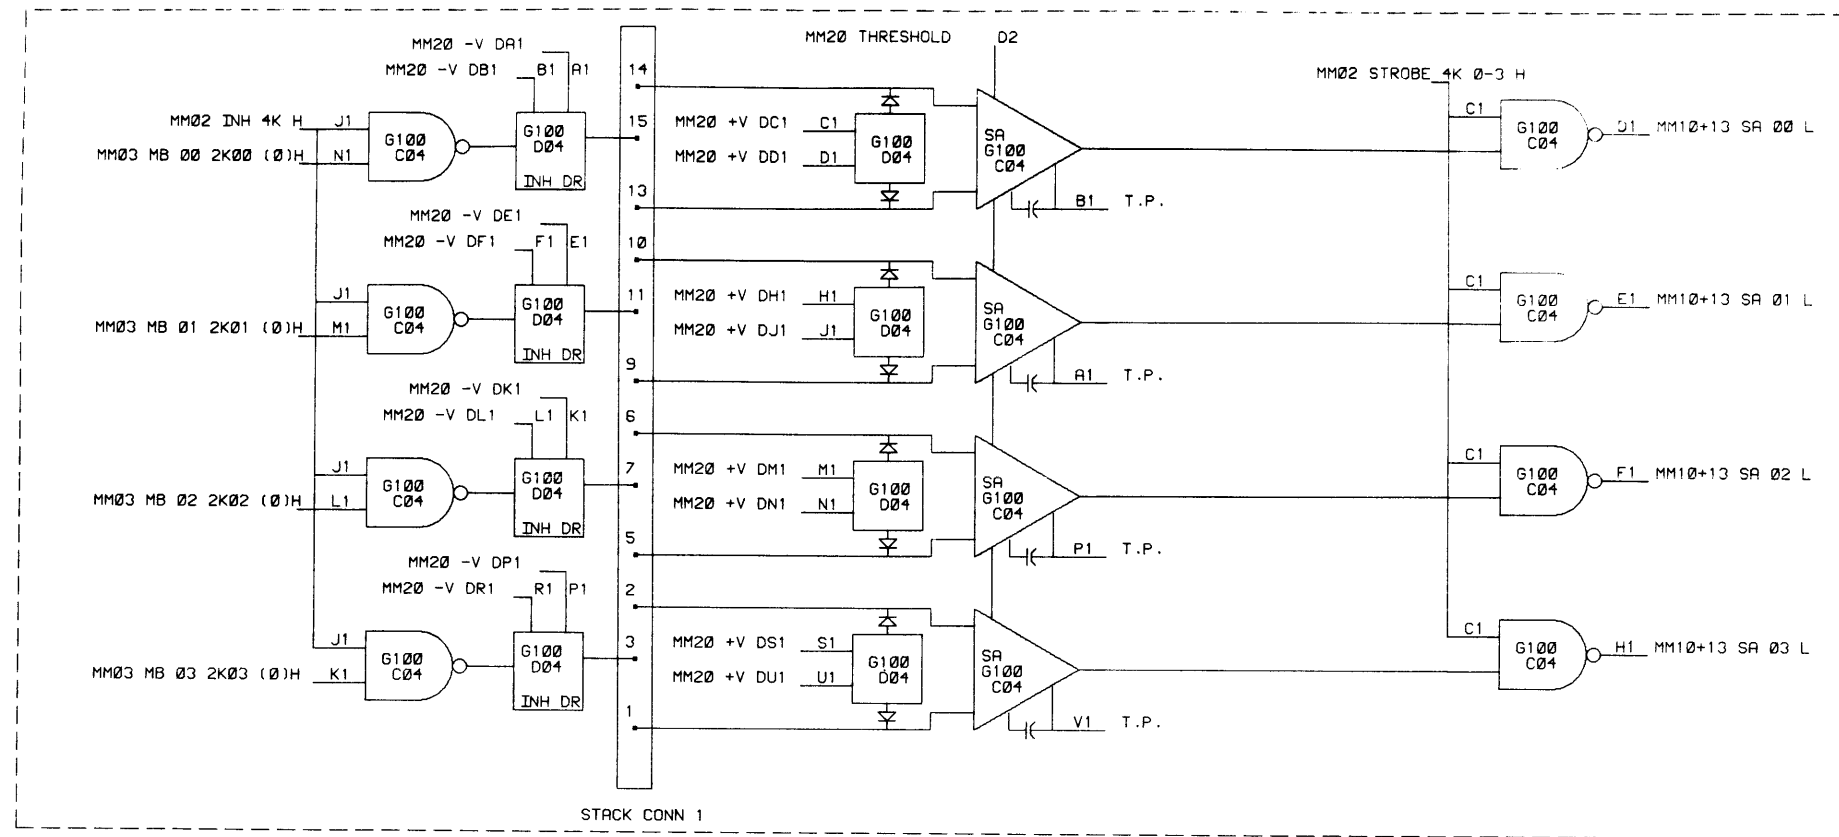 MM20 THRESHOLD D2
MM02 STROBE 4K 0-3 H
MM20 -V DA1
MM20 -V DB1 B1 A1
14
MM02 INH 4K H J1
MM03 MB 00 2K00 (0)H N1
G100
C04
G100
D04
INH DR
15
13
MM20 +V DC1 C1
MM20 +V DD1 D1
G100
D04
SA
G100
C04
B1 T.P.
C1
G100
C04
D1 MM10+13 SA 00 L
MM20 -V DE1
MM20 -V DF1 F1 E1
10
J1
MM03 MB 01 2K01 (0)H M1
G100
C04
G100
D04
INH DR
11
9
MM20 +V DH1 H1
MM20 +V DJ1 J1
G100
D04
SA
G100
C04
A1 T.P.
C1
G100
C04
E1 MM10+13 SA 01 L
MM20 -V DK1
MM20 -V DL1 L1 K1
6
J1
MM03 MB 02 2K02 (0)H L1
G100
C04
G100
D04
INH DR
7
5
MM20 +V DM1 M1
MM20 +V DN1 N1
G100
D04
SA
G100
C04
P1 T.P.
C1
G100
C04
F1 MM10+13 SA 02 L
MM20 -V DP1
MM20 -V DR1 R1 P1
2
J1
MM03 MB 03 2K03 (0)H K1
G100
C04
G100
D04
INH DR
3
1
MM20 +V DS1 S1
MM20 +V DU1 U1
G100
D04
SA
G100
C04
V1 T.P.
C1
G100
C04
H1 MM10+13 SA 03 L
STACK CONN 1